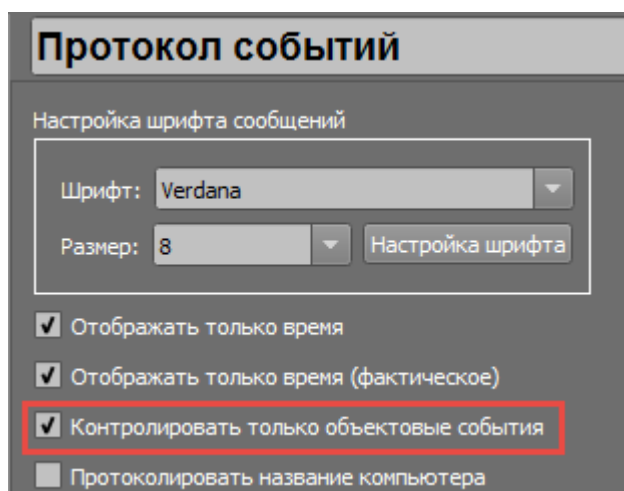 Протокол событий
Настройка шрифта сообщений
Шрифт: Verdana
Размер: 8 Настройка шрифта
Отображать только время
Отображать только время (фактическое)
Контролировать только объектовые события
Протоколировать название компьютера